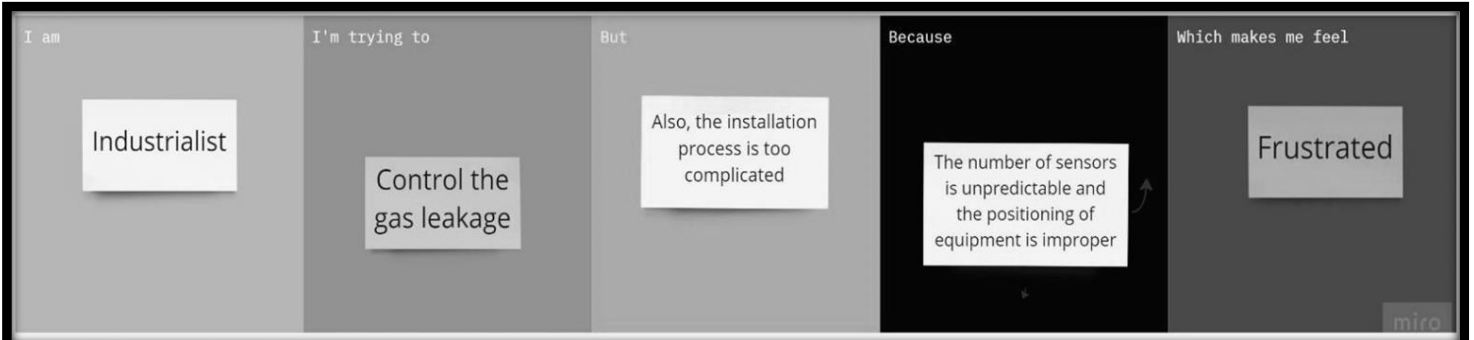 I am
Industrialist
I'm trying to
Control the
gas leakage
But
Also, the installation
process is too
complicated
Because
The number of sensors
is unpredictable and
the positioning of
equipment is improper
Which makes me feel
Frustrated
miro